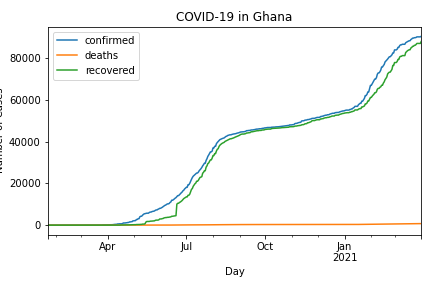 COVID-19 in Ghana
confirmed
deaths
recovered
80000
60000
40000
20000
0
Apr
Jul
Oct
Jan
2021
Day